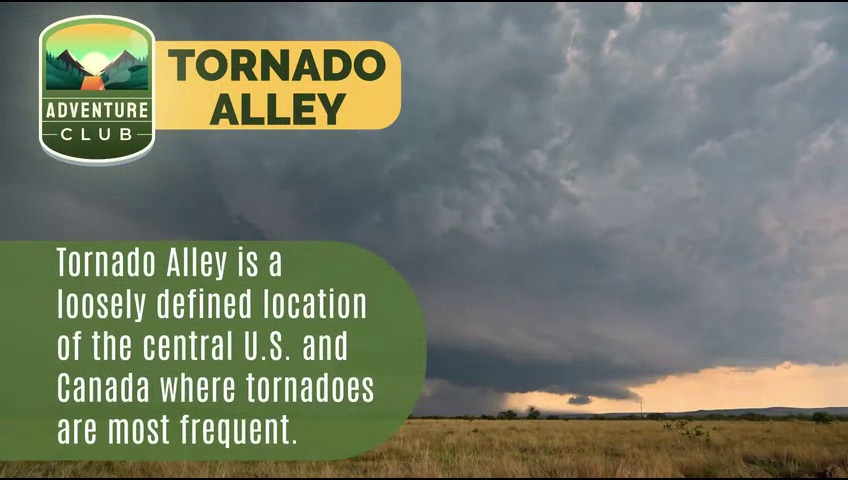 ADVENTURE
CLUB
TORNADO
ALLEY
Tornado Alley is a
loosely defined location
of the central U.S. and
Canada where tornadoes
are most frequent.